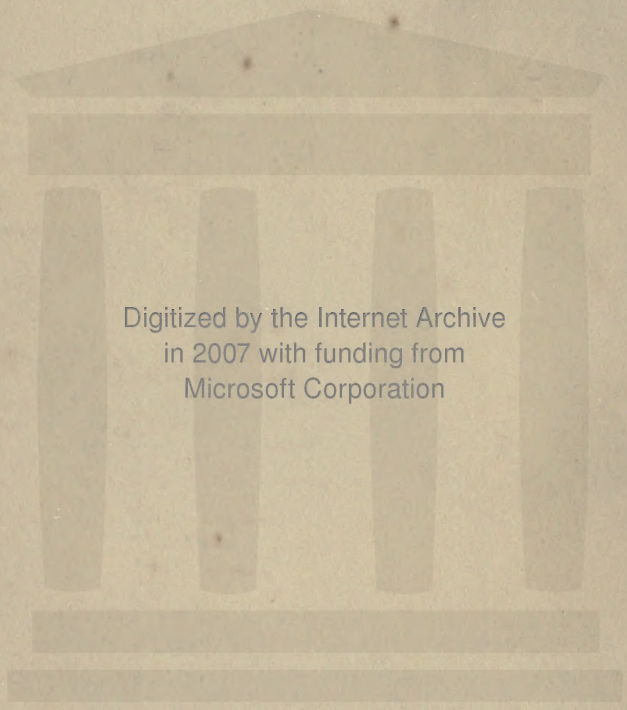 Digitized by the Internet Archive
in 2007 with funding from
Microsoft Corporation